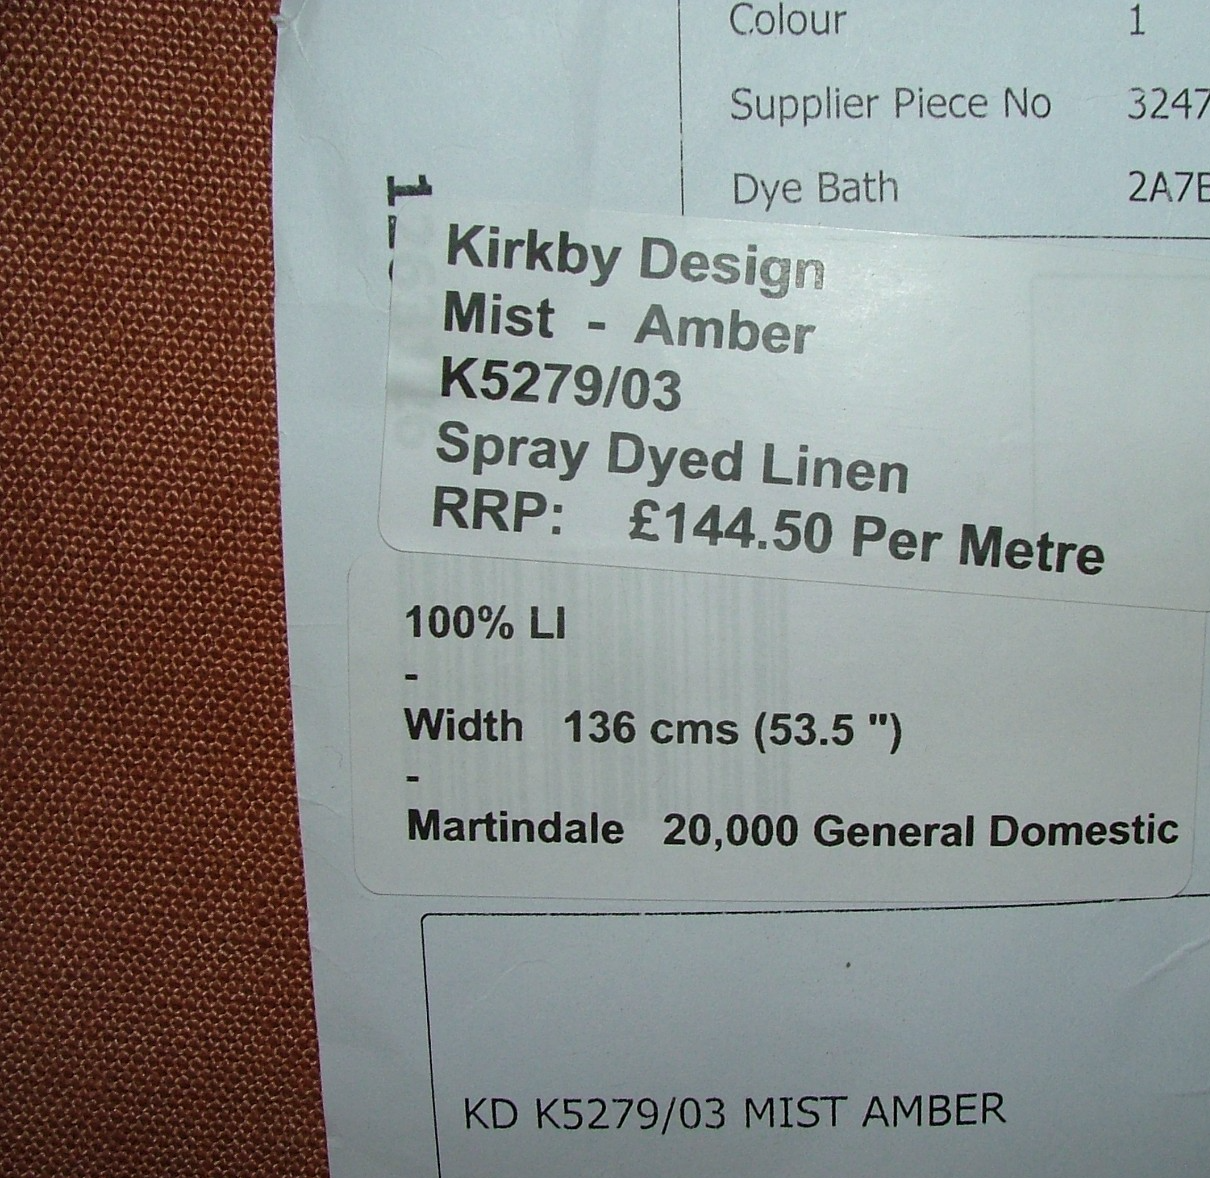 Colour 1
Supplier Piece No 3247
Dye Bath 2A7E
Kirkby Design
Mist - Amber
K5279/03
Spray Dyed Linen
RRP: £144.50 Per Metre
100% LI
-
Width 136 cms (53.5 ")
-
Martindale 20,000 General Domestic
KD K5279/03 MIST AMBER